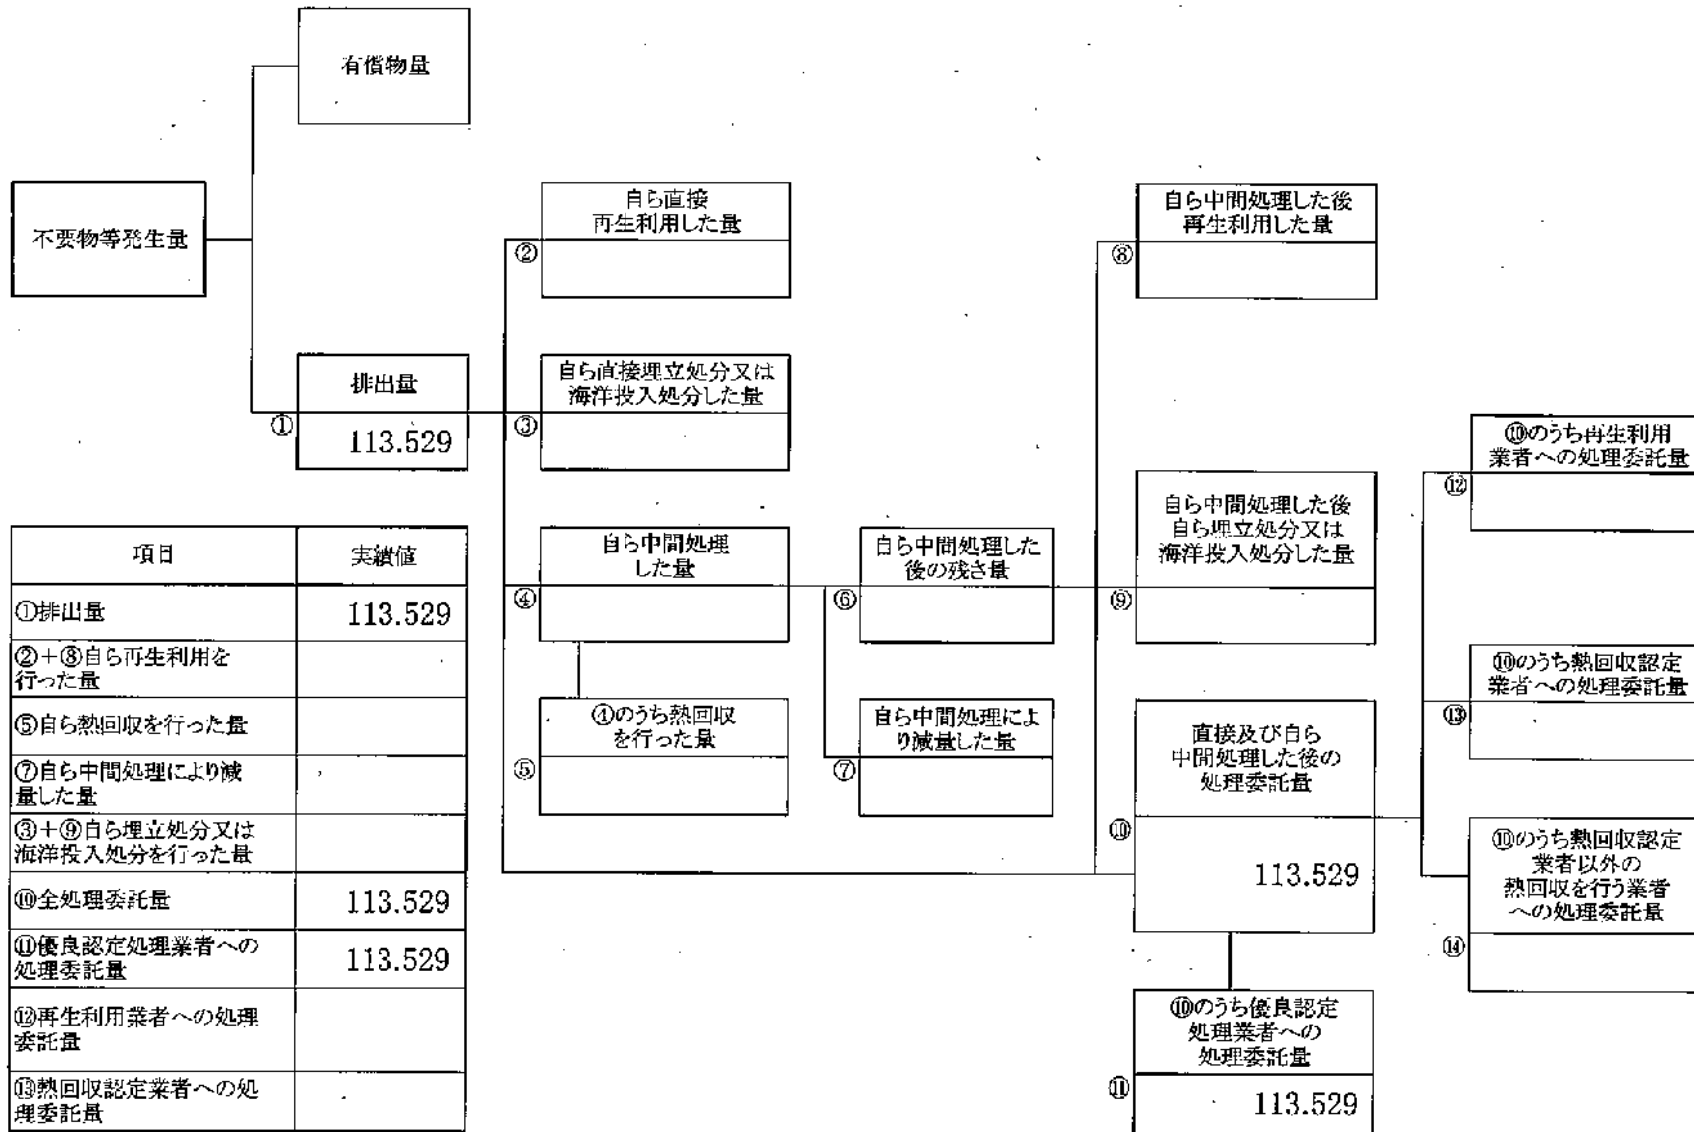 有償物量
不要物等発生量
排出量
①
113.529
自ら直接
再生利用した量
②
自ら直接埋立処分又は
海洋投入処分した量
③
自ら中間処理
した量
④
④のうち熱回収
を行った量
⑤
自ら中間処理した
後の残さ量
⑥
自ら中間処理によ
り減量した量
⑦
自ら中間処理した後
再生利用した量
⑧
自ら中間処理した後
自ら埋立処分又は
海洋投入処分した量
⑨
直接及び自ら
中間処理した後の
処理委託量
⑩
113.529
⑩のうち優良認定
処理業者への
処理委託量
⑪
113.529
⑩のうち再生利用
業者への処理委託量
⑫
⑩のうち熱回収認定
業者への処理委託量
⑬
⑩のうち熱回収認定
業者以外の
熱回収を行う業者
への処理委託量
⑭
項目 実績値
①排出量 113.529
②+⑧自ら再生利用を
行った量
⑤自ら熱回収を行った量
⑦自ら中間処理により減
量した量
③+⑨自ら埋立処分又は
海洋投入処分を行った量
⑩全処理委託量 113.529
⑪優良認定処理業者への
処理委託量 113.529
⑫再生利用業者への処理
委託量
⑬熱回収認定業者への処
理委託量